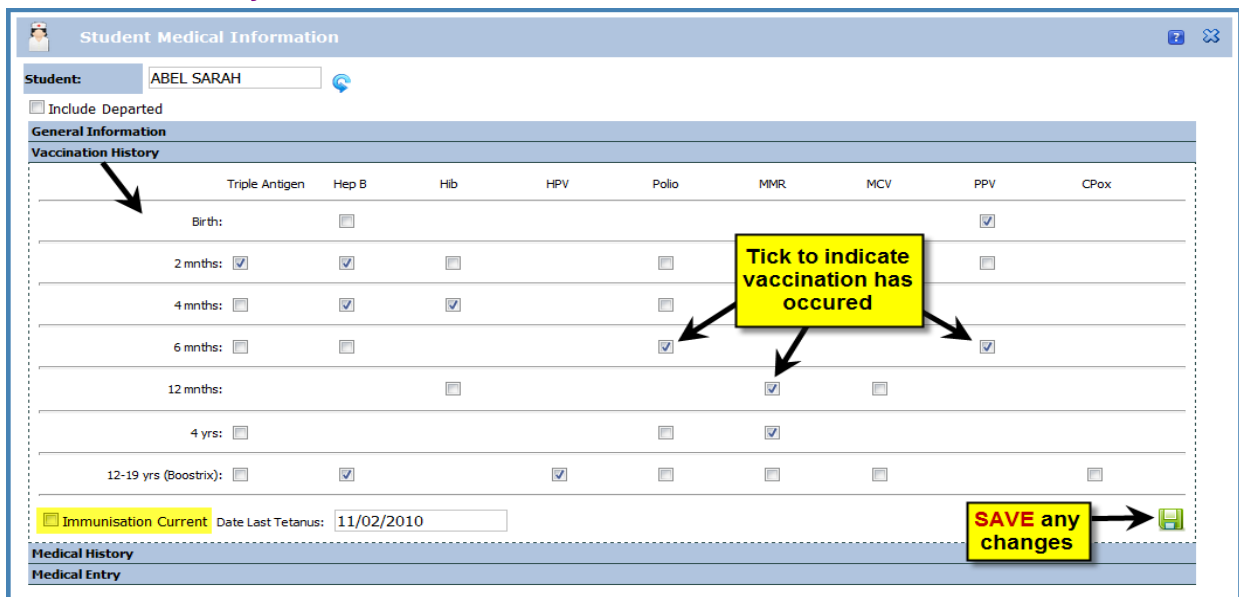 Student Medical Information
Student: ABEL SARAH
Include Departed
General Information
Vaccination History
Triple Antigen Hep B Hib HPV Polio MMR MCV PPV CPox
Birth:
2 mnths:
Tick to indicate
vaccination has
occured
4 mnths:
6 mnths:
12 mnths:
4 yrs:
12-19 yrs (Boostrix):
Immunisation Current Date Last Tetanus: 11/02/2010
SAVE any
changes
Medical History
Medical Entry